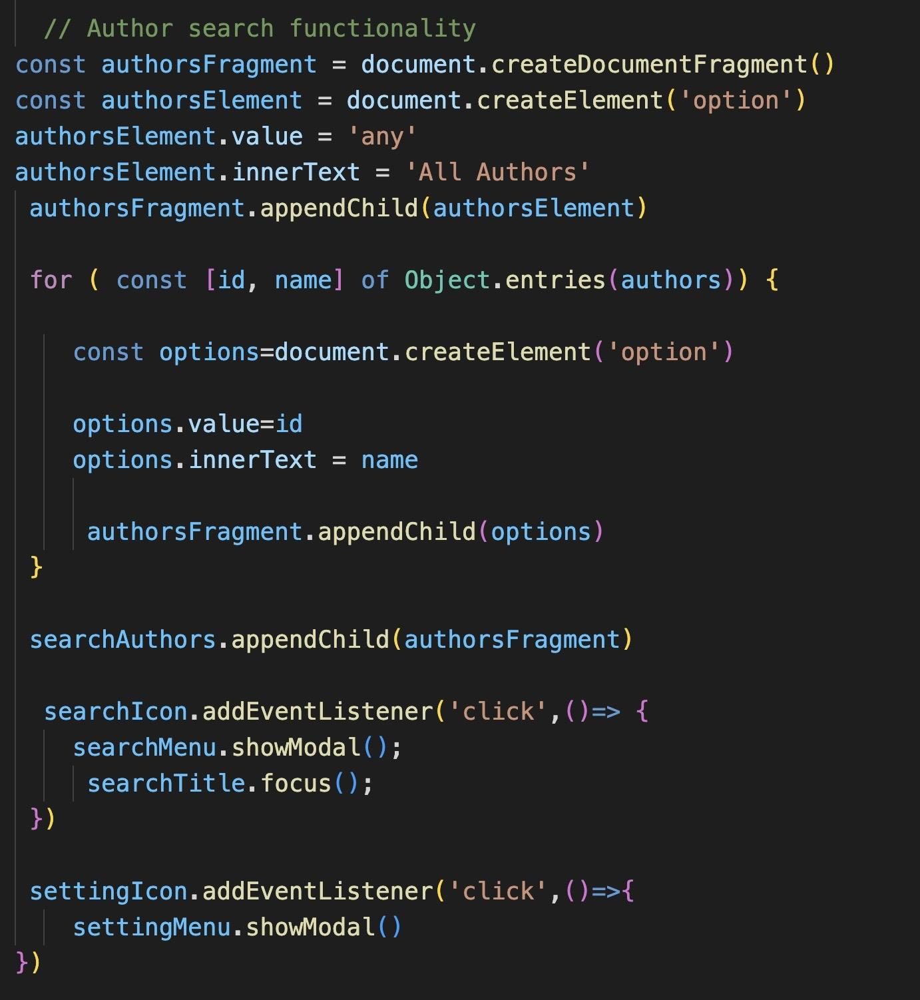 // Author search functionality
const authorsFragment = document.createDocumentFragment()
const authorsElement = document.createElement('option')
authorsElement.value = 'any'
authorsElement.innerText = 'All Authors'
authorsFragment.appendChild(authorsElement)
for ( const [id, name] of Object.entries(authors)) {
const options=document.createElement('option')
options.value=id
options.innerText = name
authorsFragment.appendChild(options)
}
searchAuthors.appendChild(authorsFragment)
searchIcon.addEventListener('click',()=> {
searchMenu.showModal();
searchTitle.focus();
})
settingIcon.addEventListener('click',()=>{
settingMenu.showModal()
})